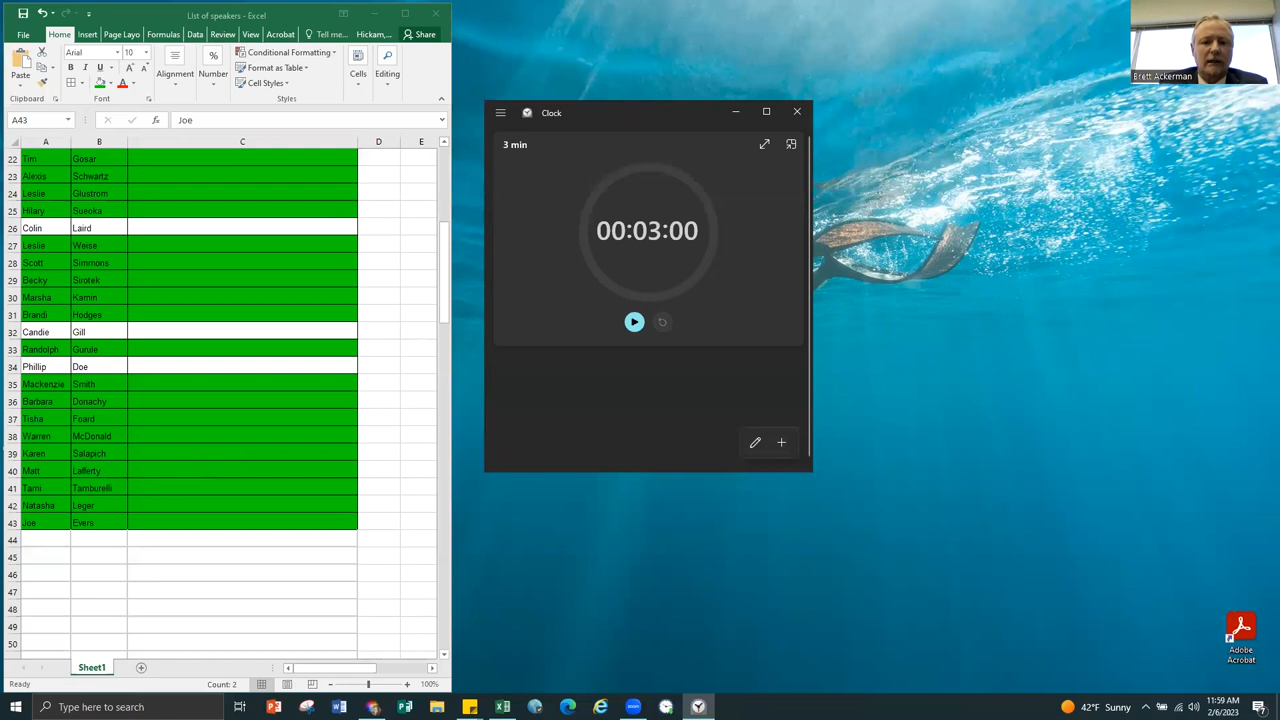 List of speakers - Excel
File Home Insert Page Layo Formulas Data Review View Acrobat Tell me Hickam,... Share
Paste
Clipboard
Arial 10
B I U
A A
Font
Alignment
%
Number
Conditional Formatting
Format as Table
Cell Styles
Styles
Cells
Editing
A43 fx Joe
A B C D E
22 Tim Gosar
23 Alexis Schwartz
24 Leslie Glustrom
25 Hilary Sueoka
26 Colin Laird
27 Leslie Weise
28 Scott Simmons
29 Becky Sirotek
30 Marsha Kamin
31 Brandi Hodges
32 Candie Gill
33 Randolph Gurule
34 Phillip Doe
35 Mackenzie Smith
36 Barbara Donachy
37 Tisha Foard
38 Warren McDonald
39 Karen Salapich
40 Matt Lafferty
41 Tami Tamburelli
42 Natasha Leger
43 Joe Evers
44
45
46
47
48
49
50
Sheet1
Ready Count: 2 100%
Clock
3 min
00:03:00
Brett Ackerman
Adobe
Acrobat
Type here to search
zoom
42°F Sunny
11:59 AM
2/6/2023
7